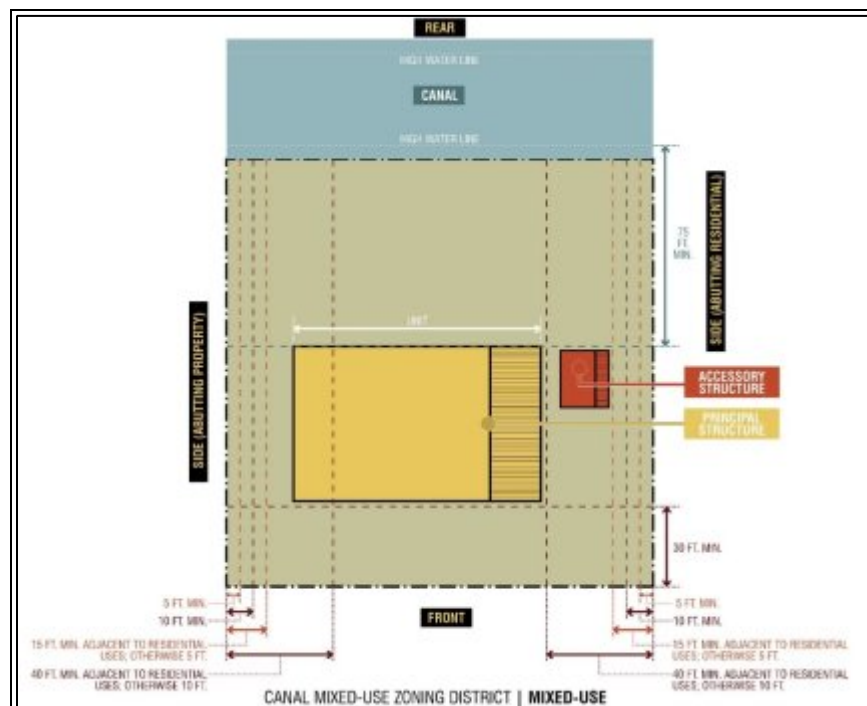 REAR
HIGH WATER LINE
CANAL
HIGH WATER LINE
75
FT.
MIN.
SIDE (ABUTTING RESIDENTIAL)
UNIT
SIDE (ABUTTING PROPERTY)
ACCESSORY
STRUCTURE
PRINCIPAL
STRUCTURE
30 FT. MIN.
5 FT. MIN.
10 FT. MIN.
FRONT
5 FT. MIN.
10 FT. MIN.
15 FT. MIN. ADJACENT TO RESIDENTIAL
USES; OTHERWISE 5 FT.
15 FT. MIN. ADJACENT TO RESIDENTIAL
USES; OTHERWISE 5 FT.
40 FT. MIN. ADJACENT TO RESIDENTIAL
USES; OTHERWISE 10 FT.
40 FT. MIN. ADJACENT TO RESIDENTIAL
USES; OTHERWISE 10 FT.
CANAL MIXED-USE ZONING DISTRICT | MIXED-USE